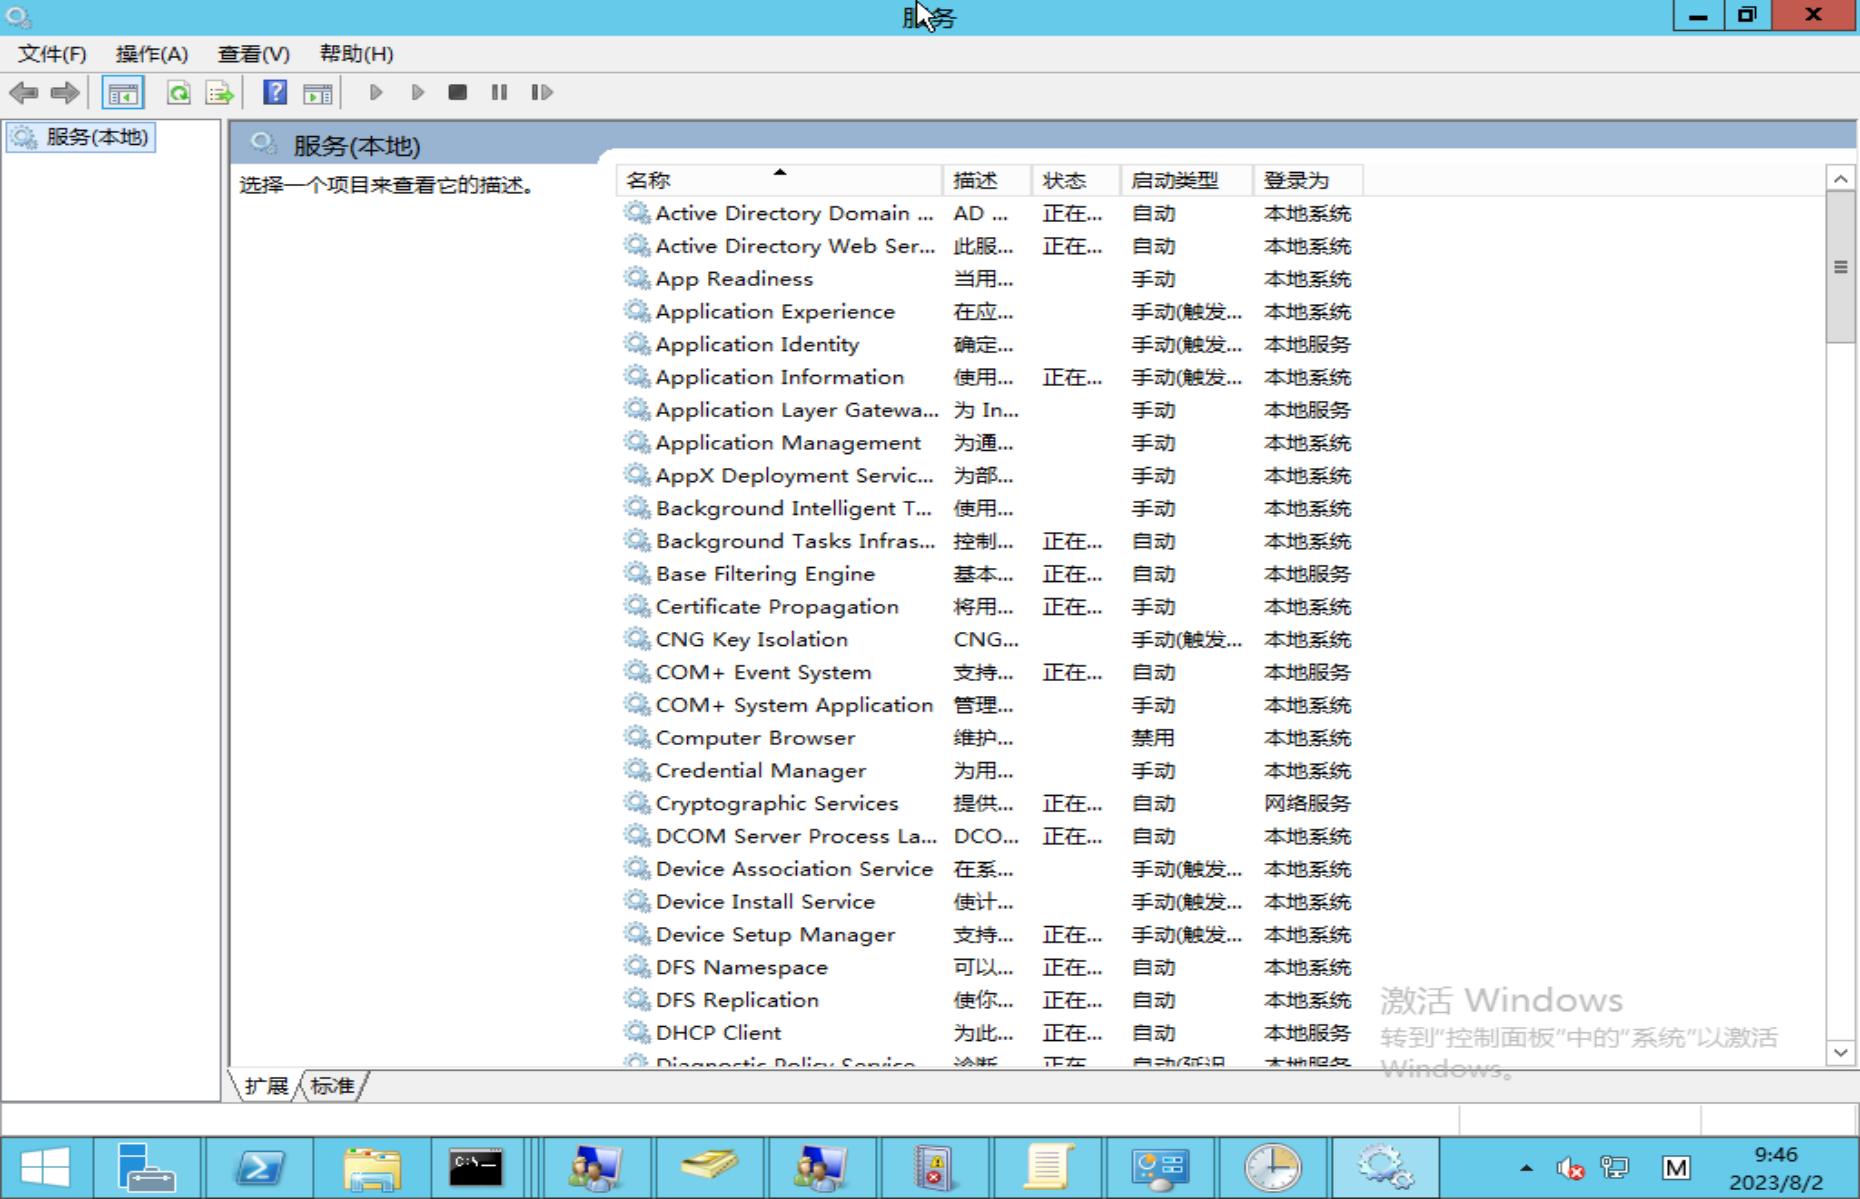 服务
文件(F) 操作(A) 查看(V) 帮助(H)
服务(本地)
服务(本地)
选择一个项目来查看它的描述。
名称 描述 状态 启动类型 登录为
Active Directory Domain ... AD ... 正在... 自动 本地系统
Active Directory Web Ser... 此服... 正在... 自动 本地系统
App Readiness 当用... 手动 本地系统
Application Experience 在应... 手动(触发... 本地系统
Application Identity 确定... 手动(触发... 本地服务
Application Information 使用... 正在... 手动(触发... 本地系统
Application Layer Gatewa... 为 In... 手动 本地服务
Application Management 为通... 手动 本地系统
AppX Deployment Servic... 为部... 手动 本地系统
Background Intelligent T... 使用... 手动 本地系统
Background Tasks Infras... 控制... 正在... 自动 本地系统
Base Filtering Engine 基本... 正在... 自动 本地服务
Certificate Propagation 将用... 正在... 手动 本地系统
CNG Key Isolation CNG... 手动(触发... 本地系统
COM+ Event System 支持... 正在... 自动 本地服务
COM+ System Application 管理... 手动 本地系统
Computer Browser 维护... 禁用 本地系统
Credential Manager 为用... 手动 本地系统
Cryptographic Services 提供... 正在... 自动 网络服务
DCOM Server Process La... DCO... 正在... 自动 本地系统
Device Association Service 在系... 手动(触发... 本地系统
Device Install Service 使计... 手动(触发... 本地系统
Device Setup Manager 支持... 正在... 手动(触发... 本地系统
DFS Namespace 可以... 正在... 自动 本地系统
DFS Replication 使你... 正在... 自动 本地系统
DHCP Client 为此... 正在... 自动 本地服务
Diagnostic Policy Service 诊断... 正在... 自动(延迟... 本地服务
激活 Windows
转到"控制面板"中的"系统"以激活
Windows。
扩展 标准
C:\
M
9:46
2023/8/2